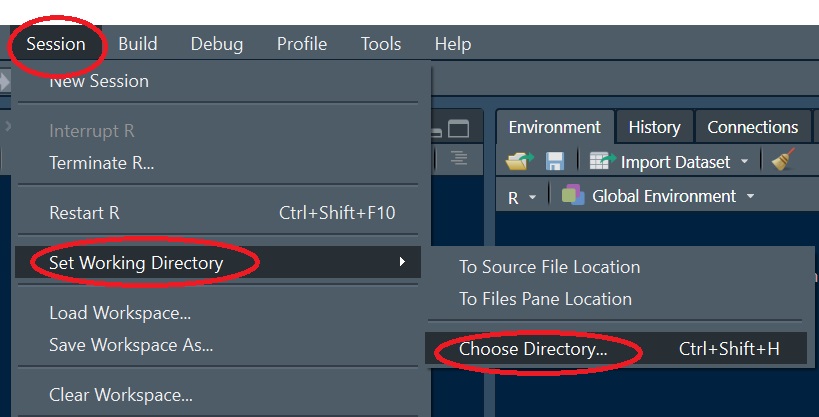 Session Build Debug Profile Tools Help
New Session
Interrupt R
Terminate R...
Restart R Ctrl+Shift+F10
Set Working Directory
Load Workspace...
Save Workspace As...
Clear Workspace...
To Source File Location
To Files Pane Location
Choose Directory... Ctrl+Shift+H
Environment History Connections
Import Dataset
R Global Environment